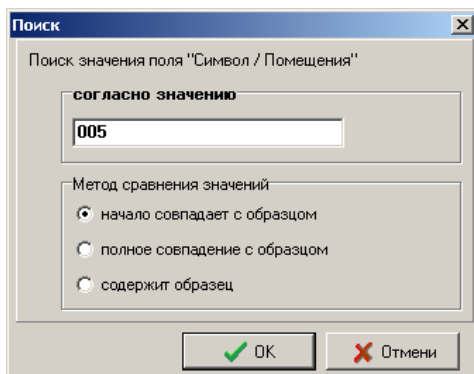 Поиск
Поиск значения поля "Символ / Помещения"
согласно значению
005
Метод сравнения значений
начало совпадает с образцом
полное совпадение с образцом
содержит образец
OK
Отмени